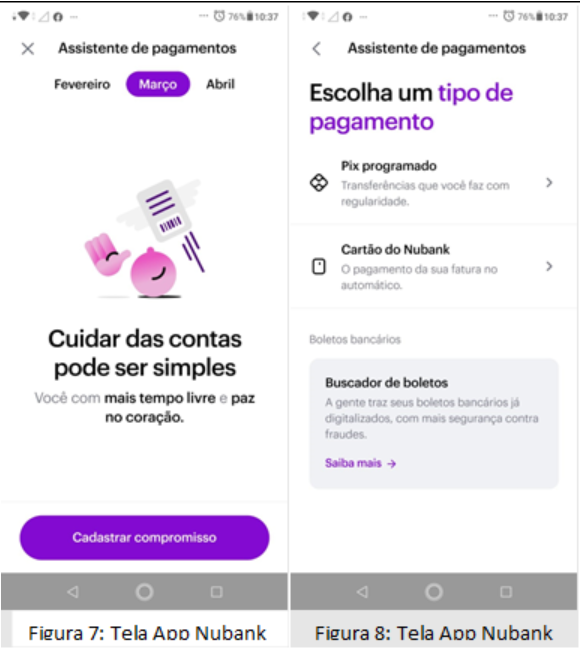 76% 10:37
Assistente de pagamentos
Fevereiro Março Abril
Cuidar das contas
pode ser simples
Você com mais tempo livre e paz
no coração.
Cadastrar compromisso
Figura 7: Tela App Nubank
76% 10:37
Assistente de pagamentos
Escolha um tipo de
pagamento
Pix programado
Transferências que você faz com
regularidade.
Cartão do Nubank
O pagamento da sua fatura no
automático.
Boletos bancários
Buscador de boletos
A gente traz seus boletos bancários já
digitalizados, com mais segurança contra
fraudes.
Saiba mais →
Figura 8: Tela App Nubank